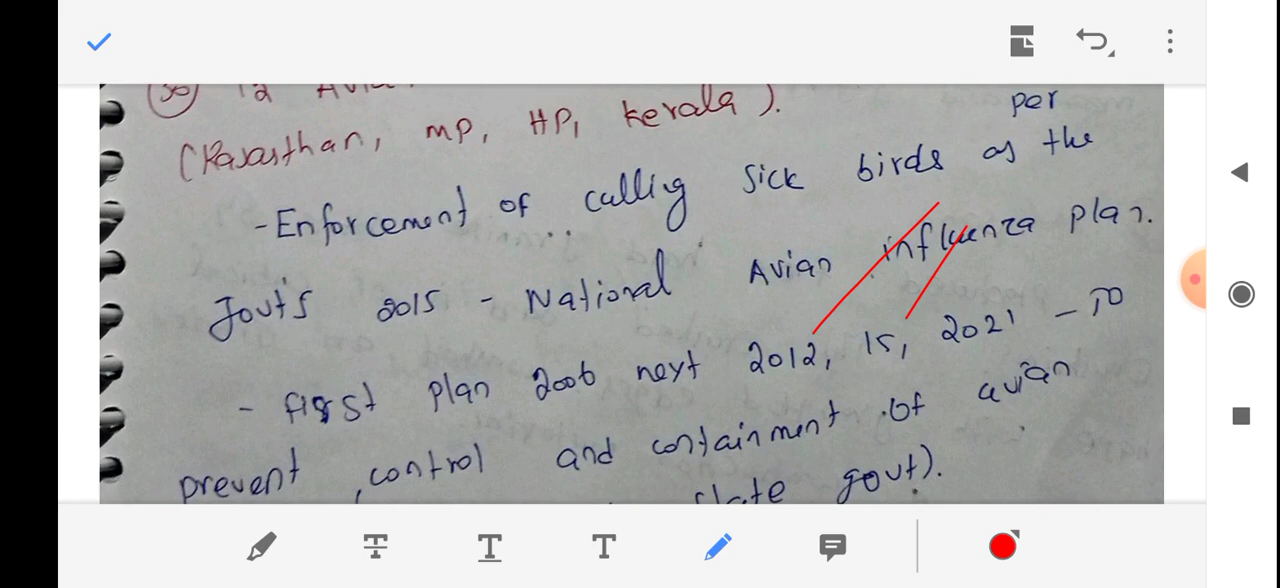 (Rajasthan, MP, HP, Kerala).
per
-Enforcement of callig sick birds as the
Govt's 2015 - National Avian influenza plan.
- first plan 2006 next 2012, 15, 2021 - To
prevent, control and containment of avian
state govt).
T T T